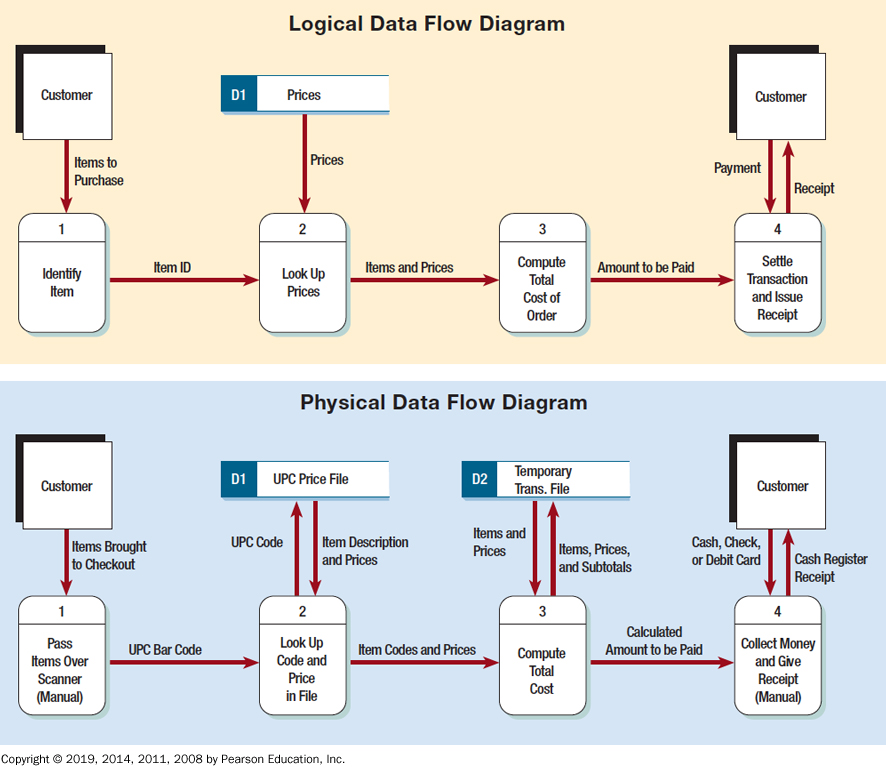 Logical Data Flow Diagram
Customer
D1
Prices
Customer
Items to
Purchase
Prices
Payment
Receipt
1
Identify
Item
Item ID
2
Look Up
Prices
Items and Prices
3
Compute
Total
Cost of
Order
Amount to be Paid
4
Settle
Transaction
and Issue
Receipt
Physical Data Flow Diagram
Customer
D1
UPC Price File
D2
Temporary
Trans. File
Customer
Items Brought
to Checkout
UPC Code
Item Description
and Prices
Items and
Prices
Items, Prices,
and Subtotals
Cash, Check,
or Debit Card
Cash Register
Receipt
1
Pass
Items Over
Scanner
(Manual)
UPC Bar Code
2
Look Up
Code and
Price
in File
Item Codes and Prices
3
Compute
Total
Cost
Calculated
Amount to be Paid
4
Collect Money
and Give
Receipt
(Manual)
Copyright © 2019, 2014, 2011, 2008 by Pearson Education, Inc.